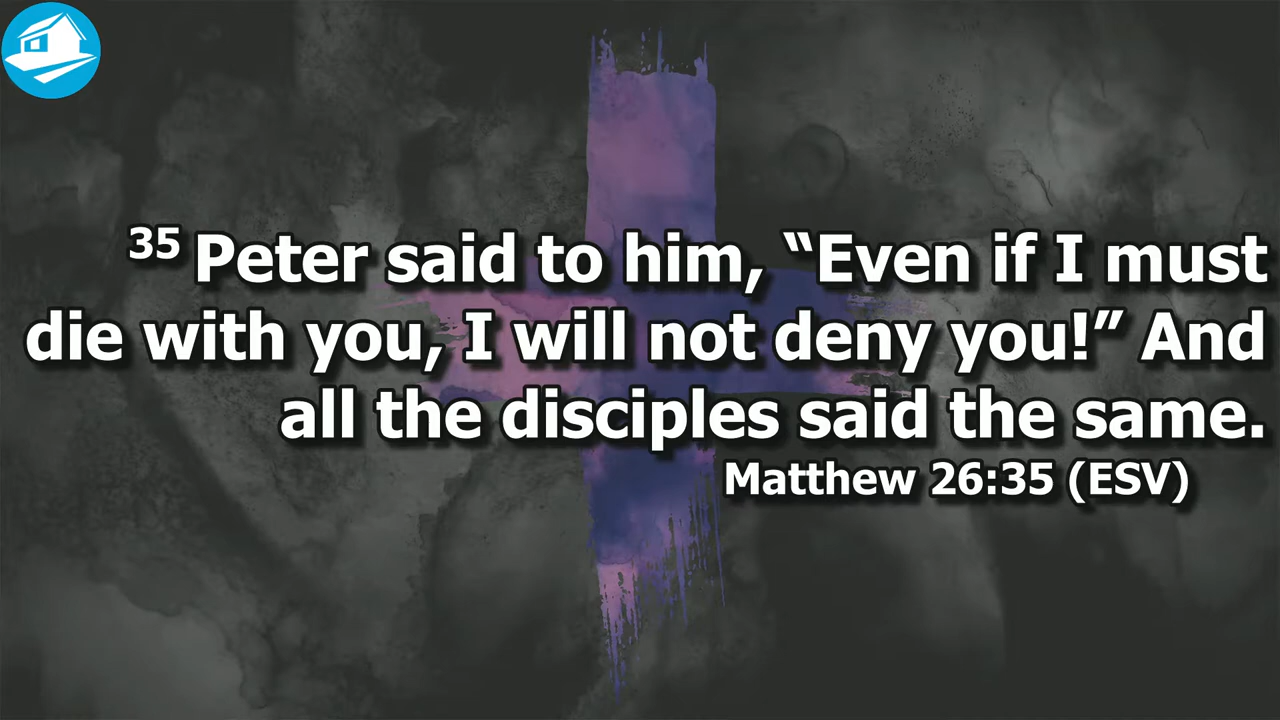 35 Peter said to him, “Even if I must
die with you, I will not deny you!” And
all the disciples said the same.
Matthew 26:35 (ESV)